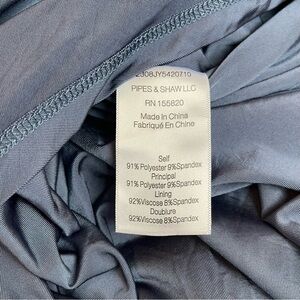 2308JY5420710
PIPES & SHAW LLC
RN 155820
Made In China
Fabriqué En Chine
Self
91% Polyester 9%Spandex
Principal
91% Polyester 9%Spandex
Lining
92%Viscose 8%Spandex
Doublure
92%Viscose 8%Spandex